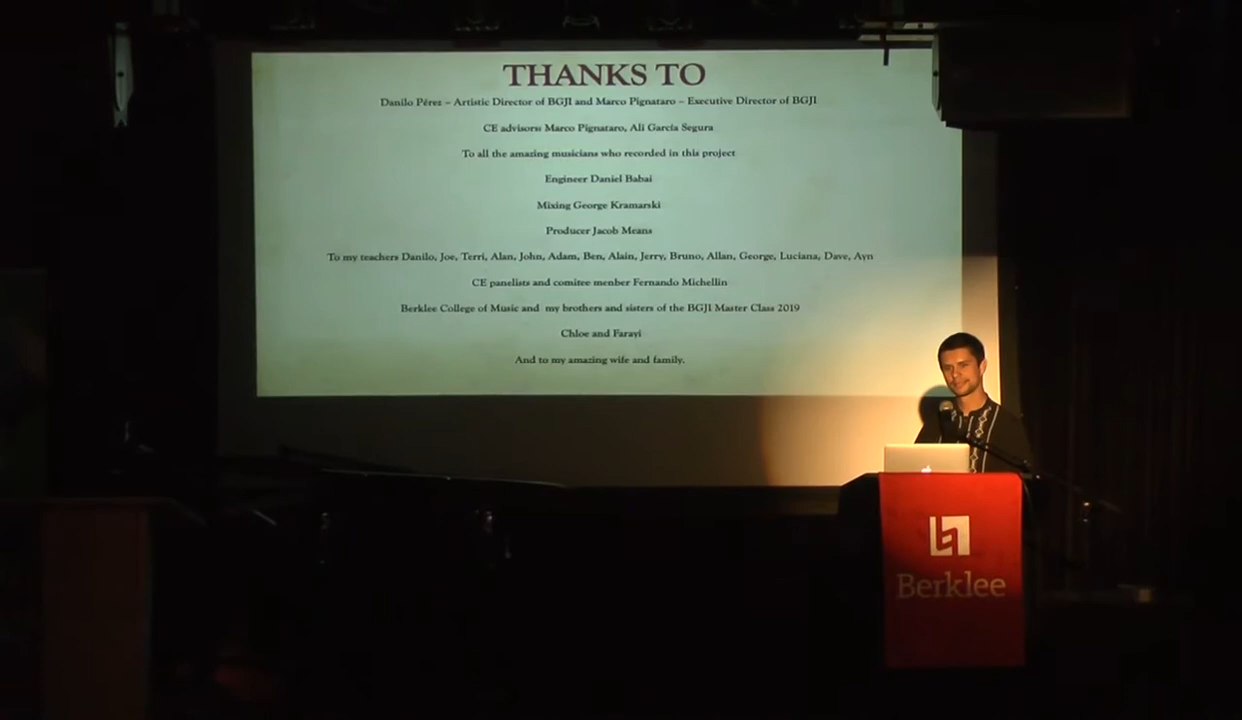 THANKS TO
Danilo Pérez – Artistic Director of BGJI and Marco Pignataro – Executive Director of BGJI
CE advisors: Marco Pignataro, Ali García Segura
To all the amazing musicians who recorded in this project
Engineer Daniel Babai
Mixing George Kramarski
Producer Jacob Means
To my teachers Danilo, Joe, Terri, Alan, John, Adam, Ben, Alain, Jerry, Bruno, Allan, George, Luciana, Dave, Ayn
CE panelists and comitee menber Fernando Michellin
Berklee College of Music and my brothers and sisters of the BGJI Master Class 2019
Chloe and Farayi
And to my amazing wife and family.
Berklee